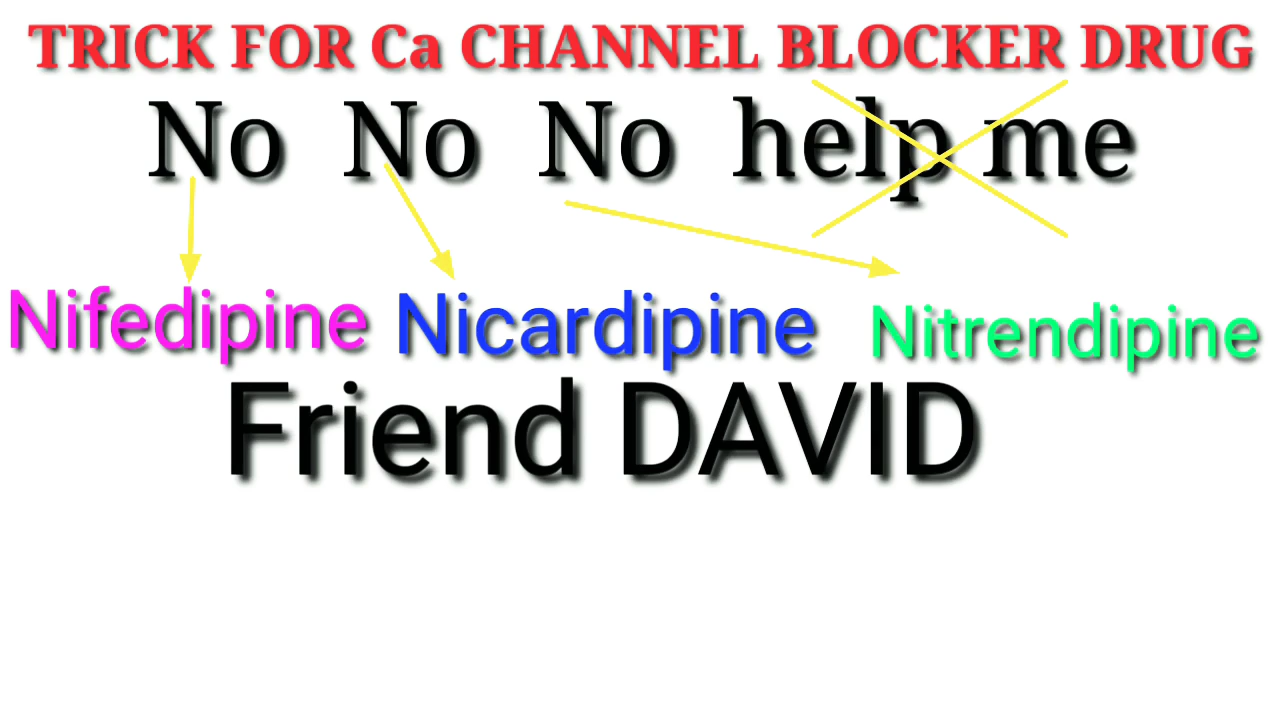 TRICK FOR Ca CHANNEL BLOCKER DRUG
No No No help me
Nifedipine Nicardipine Nitrendipine
Friend DAVID